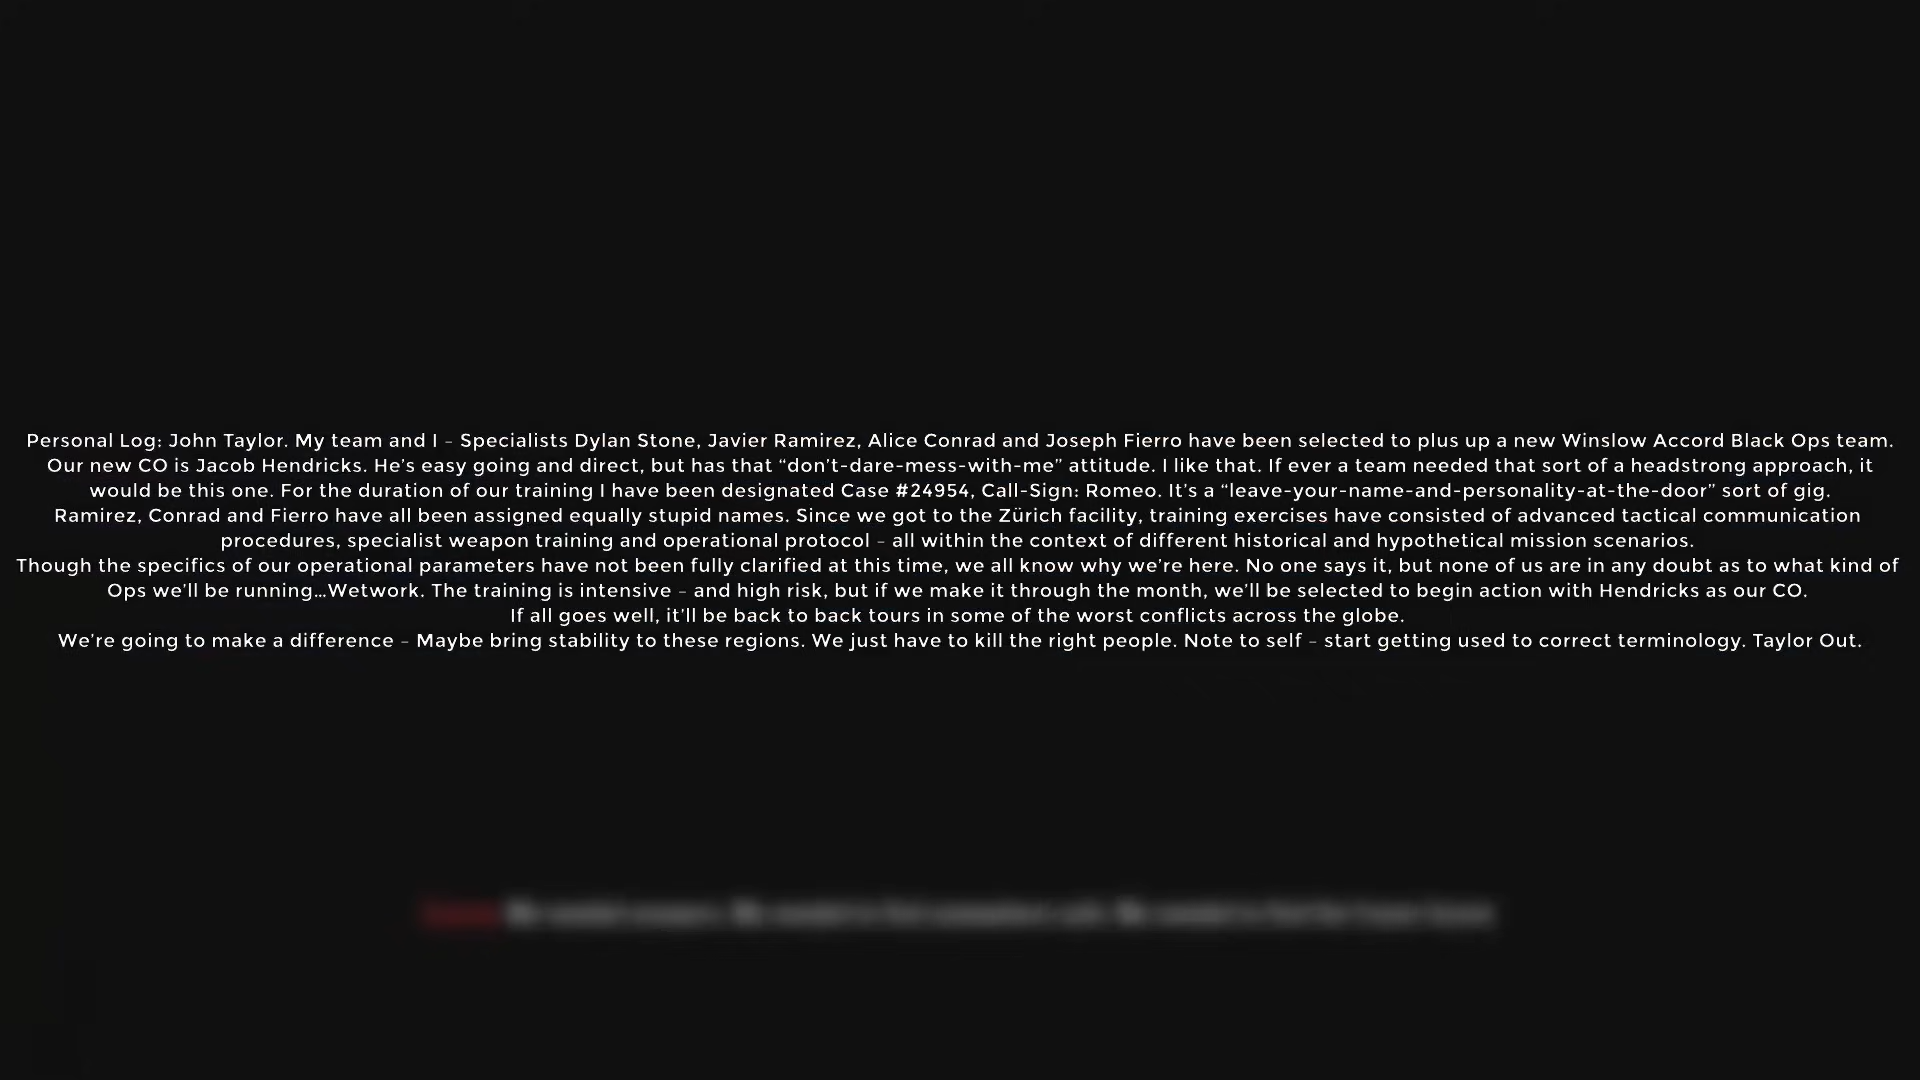 Personal Log: John Taylor. My team and I - Specialists Dylan Stone, Javier Ramirez, Alice Conrad and Joseph Fierro have been selected to plus up a new Winslow Accord Black Ops team.
Our new CO is Jacob Hendricks. He's easy going and direct, but has that “don't-dare-mess-with-me” attitude. I like that. If ever a team needed that sort of a headstrong approach, it
would be this one. For the duration of our training I have been designated Case #24954, Call-Sign: Romeo. It's a “leave-your-name-and-personality-at-the-door” sort of gig.
Ramirez, Conrad and Fierro have all been assigned equally stupid names. Since we got to the Zürich facility, training exercises have consisted of advanced tactical communication
procedures, specialist weapon training and operational protocol - all within the context of different historical and hypothetical mission scenarios.
Though the specifics of our operational parameters have not been fully clarified at this time, we all know why we're here. No one says it, but none of us are in any doubt as to what kind of
Ops we'll be running...Wetwork. The training is intensive - and high risk, but if we make it through the month, we'll be selected to begin action with Hendricks as our CO.
If all goes well, it'll be back to back tours in some of the worst conflicts across the globe.
We're going to make a difference - Maybe bring stability to these regions. We just have to kill the right people. Note to self - start getting used to correct terminology. Taylor Out.